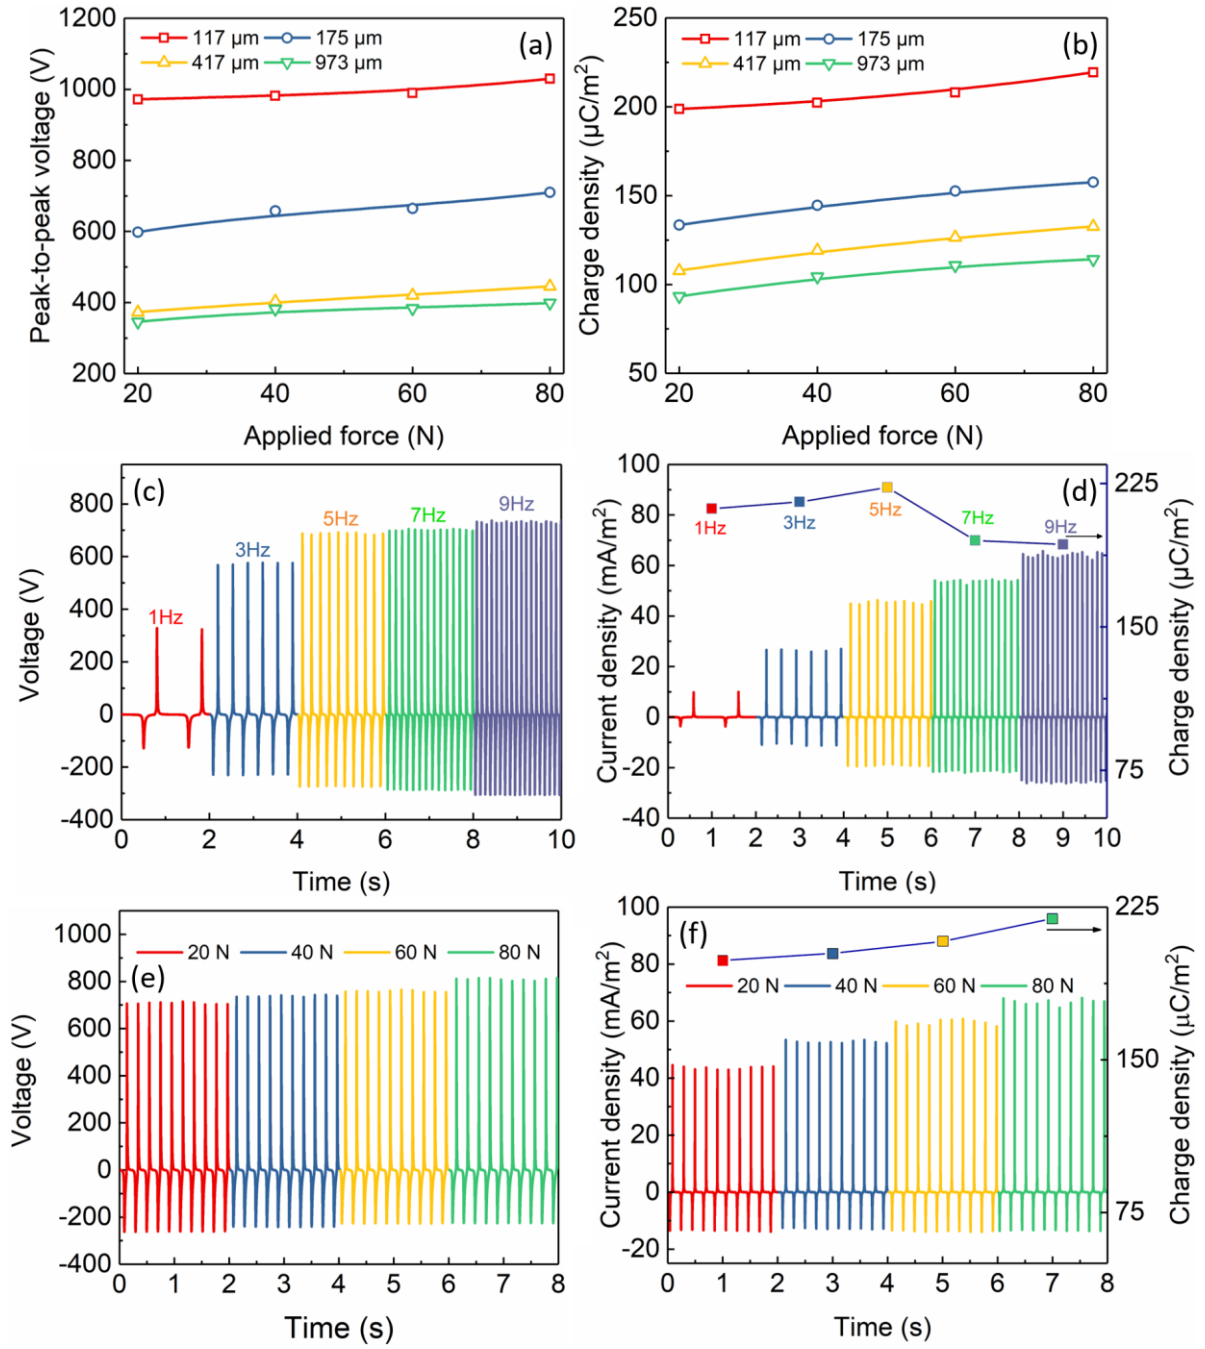 1200
1000
800
600
400
200
Peak-to-peak voltage (V)
117 μm 175 μm
417 μm 973 μm
(a)
20 40 60 80
Applied force (N)
250
200
150
100
50
Charge density (μC/m²)
117 μm 175 μm
417 μm 973 μm
(b)
20 40 60 80
Applied force (N)
800
600
400
200
0
-200
-400
Voltage (V)
(c)
1Hz
3Hz
5Hz
7Hz
9Hz
0 2 4 6 8 10
Time (s)
100
80
60
40
20
0
-20
-40
Current density (mA/m²)
(d)
1Hz
3Hz
5Hz
7Hz
9Hz
225
150
75
Charge density (μC/m²)
0 1 2 3 4 5 6 7 8 9 10
Time (s)
1000
800
600
400
200
0
-200
-400
Voltage (V)
20 N 40 N 60 N 80 N
(e)
0 1 2 3 4 5 6 7 8
Time (s)
100
80
60
40
20
0
-20
Current density (mA/m²)
(f)
20 N 40 N 60 N 80 N
225
150
75
Charge density (μC/m²)
0 1 2 3 4 5 6 7 8
Time (s)